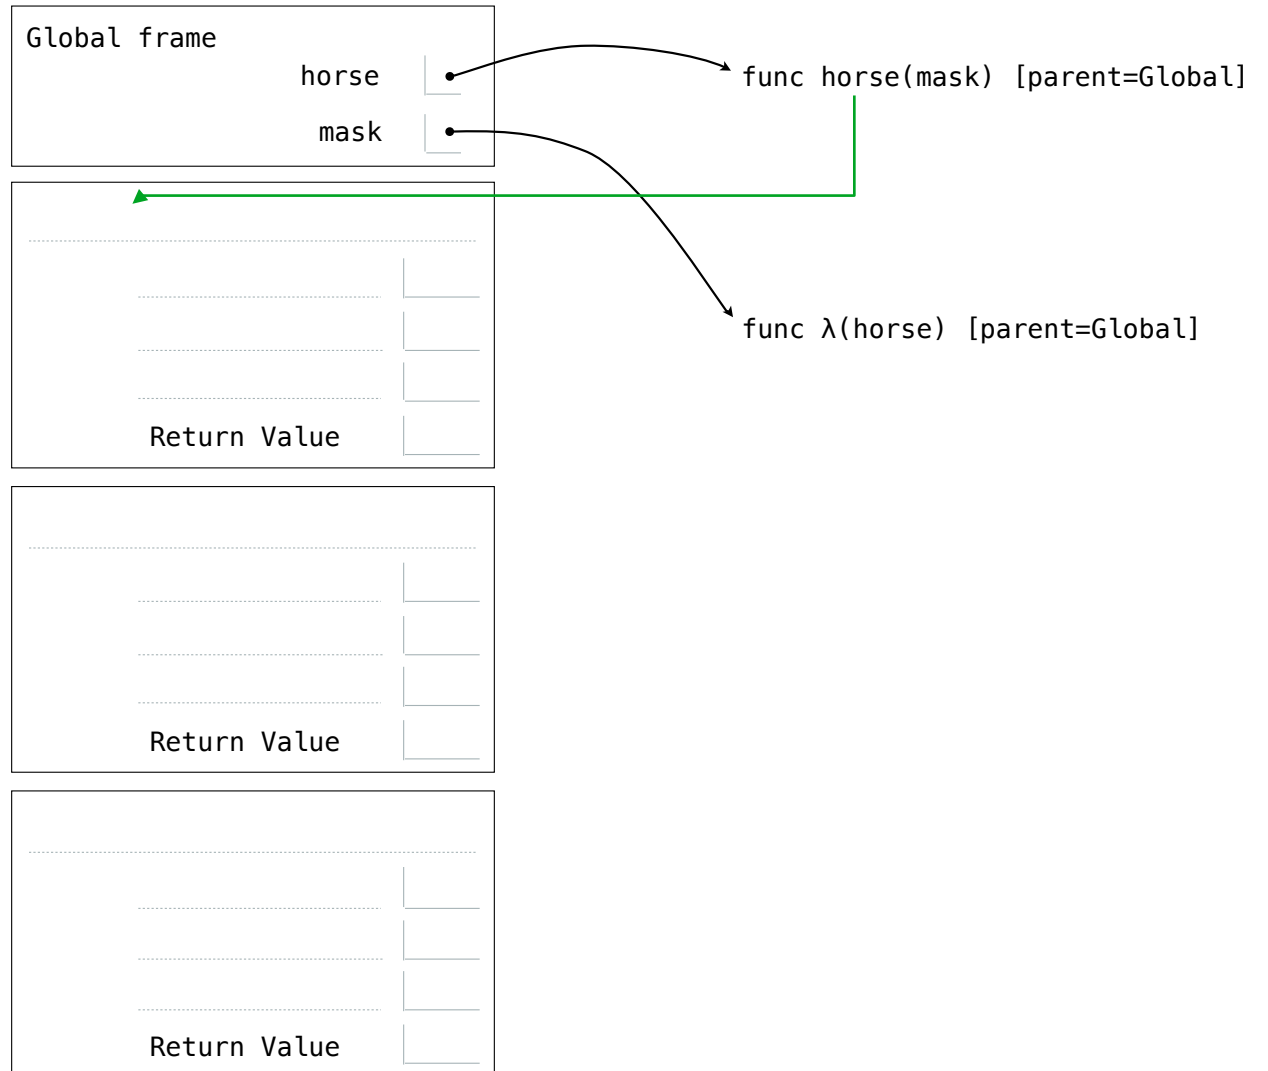 Global frame
horse
func horse(mask) [parent=Global]
mask
func λ(horse) [parent=Global]
Return Value
Return Value
Return Value